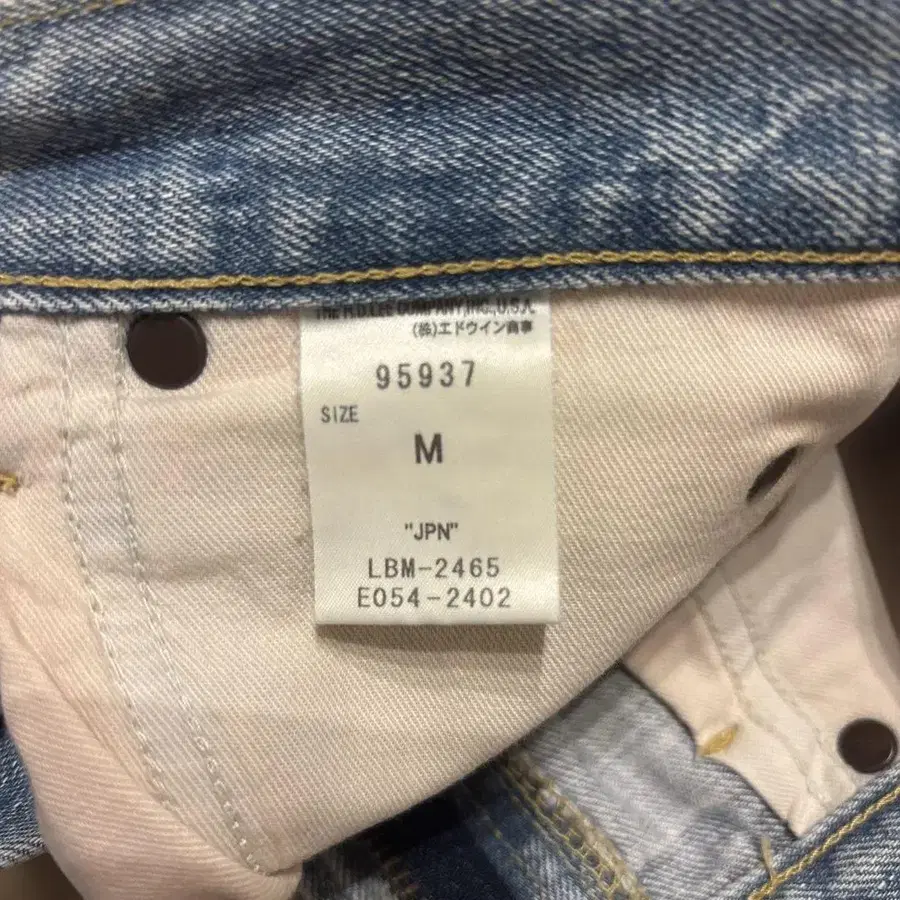 THE H.D.LEE COMPANY,INC.,U.S.A.
(株)エドウイン商事
95937
SIZE
M
"JPN"
LBM-2465
E054-2402